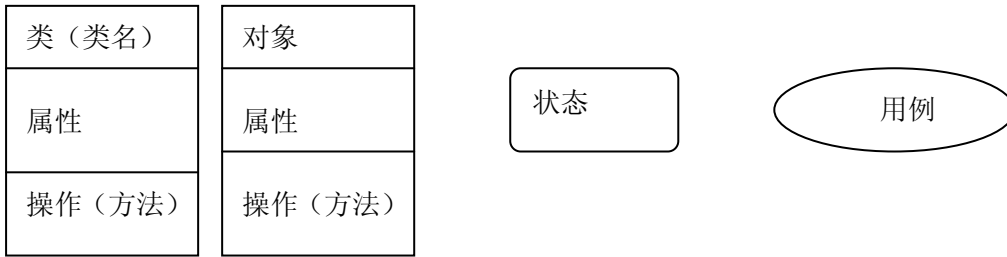 类（类名）
属性
操作（方法）
对象
属性
操作（方法）
状态
用例